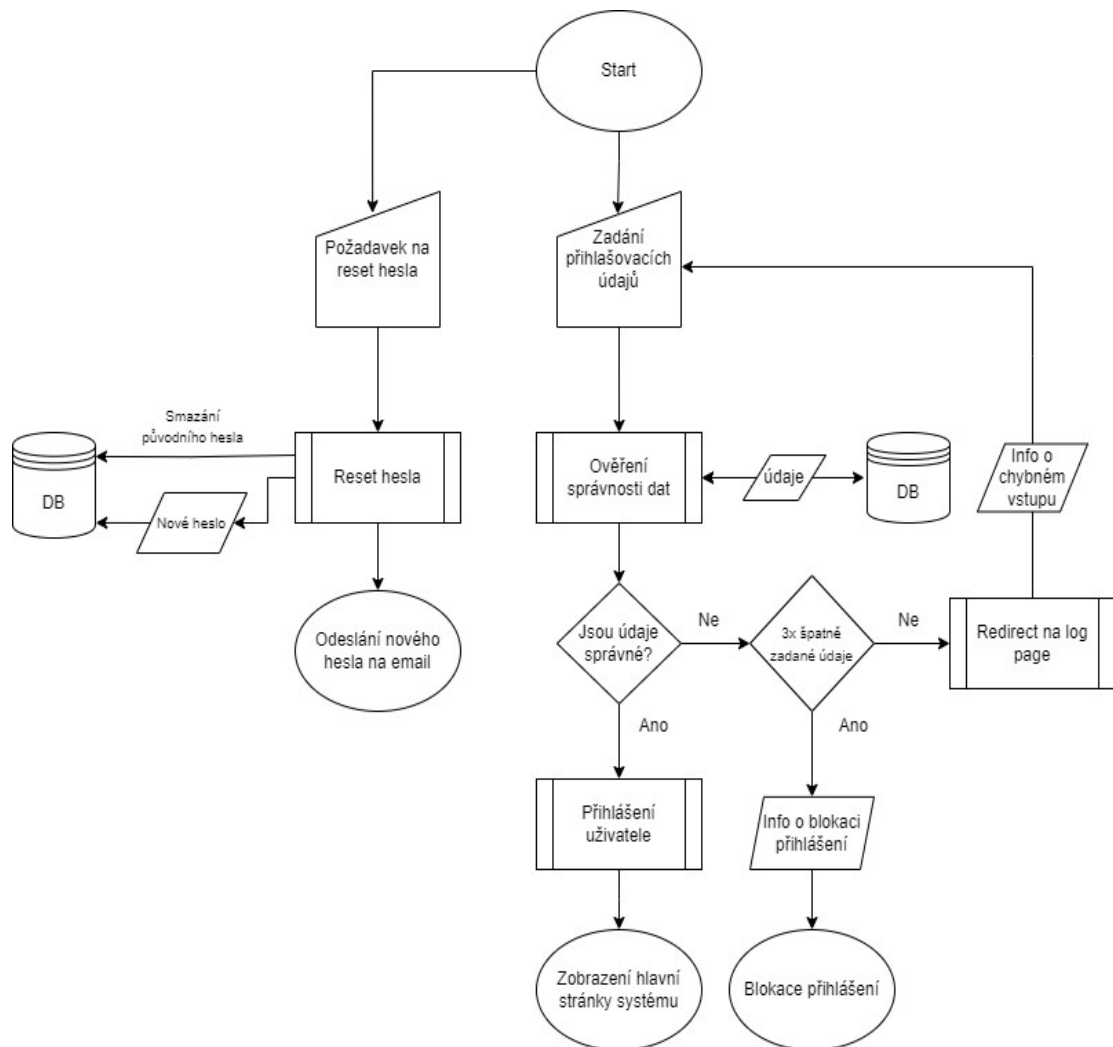 Start
Požadavek na
reset hesla
Zadání
přihlašovacích
údajů
Smazání
původního hesla
DB
Nové heslo
Reset hesla
Ověření
správnosti dat
údaje
DB
Info o
chybném
vstupu
Odeslání nového
hesla na email
Jsou údaje
správné?
Ne
3x špatně
zadané údaje
Ne
Redirect na log
page
Ano
Ano
Přihlášení
uživatele
Info o blokaci
přihlášení
Zobrazení hlavní
stránky systému
Blokace přihlášení